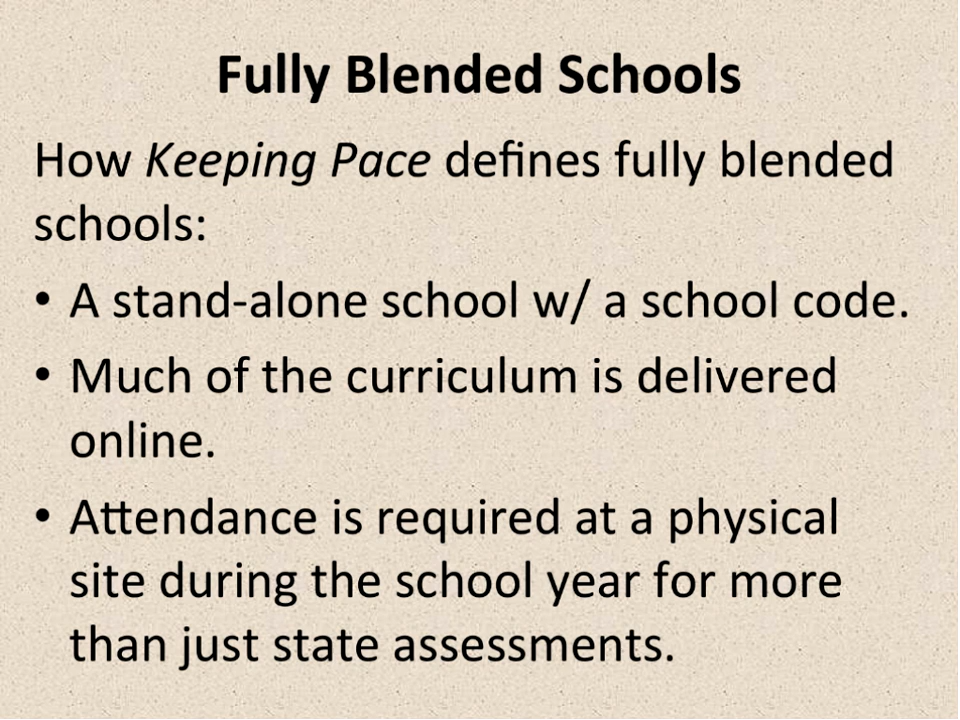 Fully Blended Schools
How Keeping Pace defines fully blended
schools:
• A stand-alone school w/ a school code.
• Much of the curriculum is delivered
online.
• Attendance is required at a physical
site during the school year for more
than just state assessments.